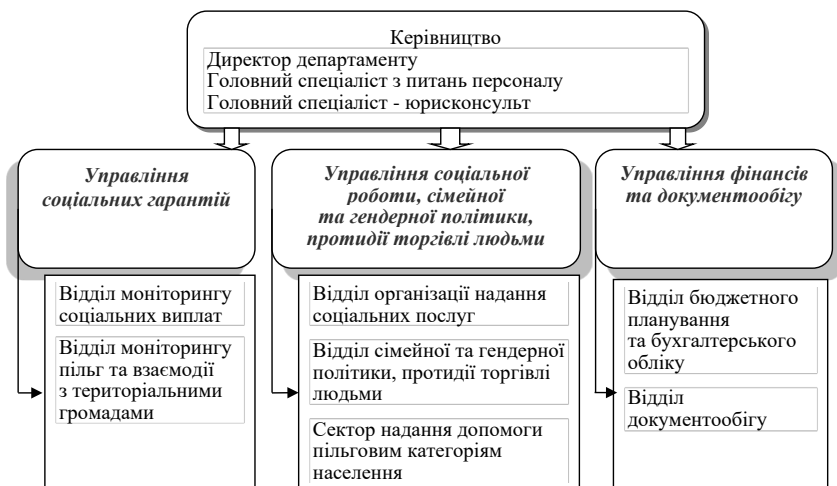 Керівництво
Директор департаменту
Головний спеціаліст з питань персоналу
Головний спеціаліст - юрисконсульт
Управління
соціальних гарантій
Управління соціальної
роботи, сімейної
та гендерної політики,
протидії торгівлі людьми
Управління фінансів
та документообігу
Відділ моніторингу
соціальних виплат
Відділ моніторингу
пільг та взаємодії
з територіальними
громадами
Відділ організації надання
соціальних послуг
Відділ сімейної та гендерної
політики, протидії торгівлі
людьми
Сектор надання допомоги
пільговим категоріям
населення
Відділ бюджетного
планування
та бухгалтерського
обліку
Відділ
документообігу